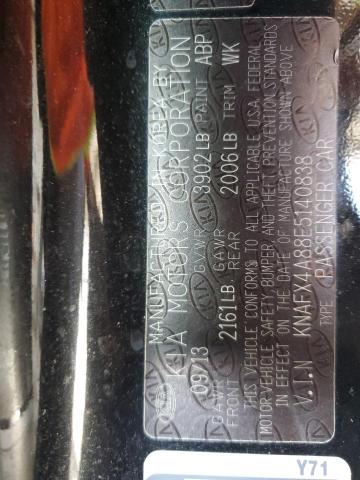 MANUFACTURED IN KOREA BY
KIA MOTORS CORPORATION
09/13 GVWR 3902LB PAINT ABP
GAWR FRONT 2161LB GAWR REAR 2006LB TRIM WK
THIS VEHICLE CONFORMS TO ALL APPLICABLE U.S.A. FEDERAL
MOTOR VEHICLE SAFETY, BUMPER AND THEFT PREVENTION STANDARDS
IN EFFECT ON THE DATE OF MANUFACTURE SHOWN ABOVE
V.I.N KNAFX4A88E5140838
TYPE: PASSENGER CAR
Y71